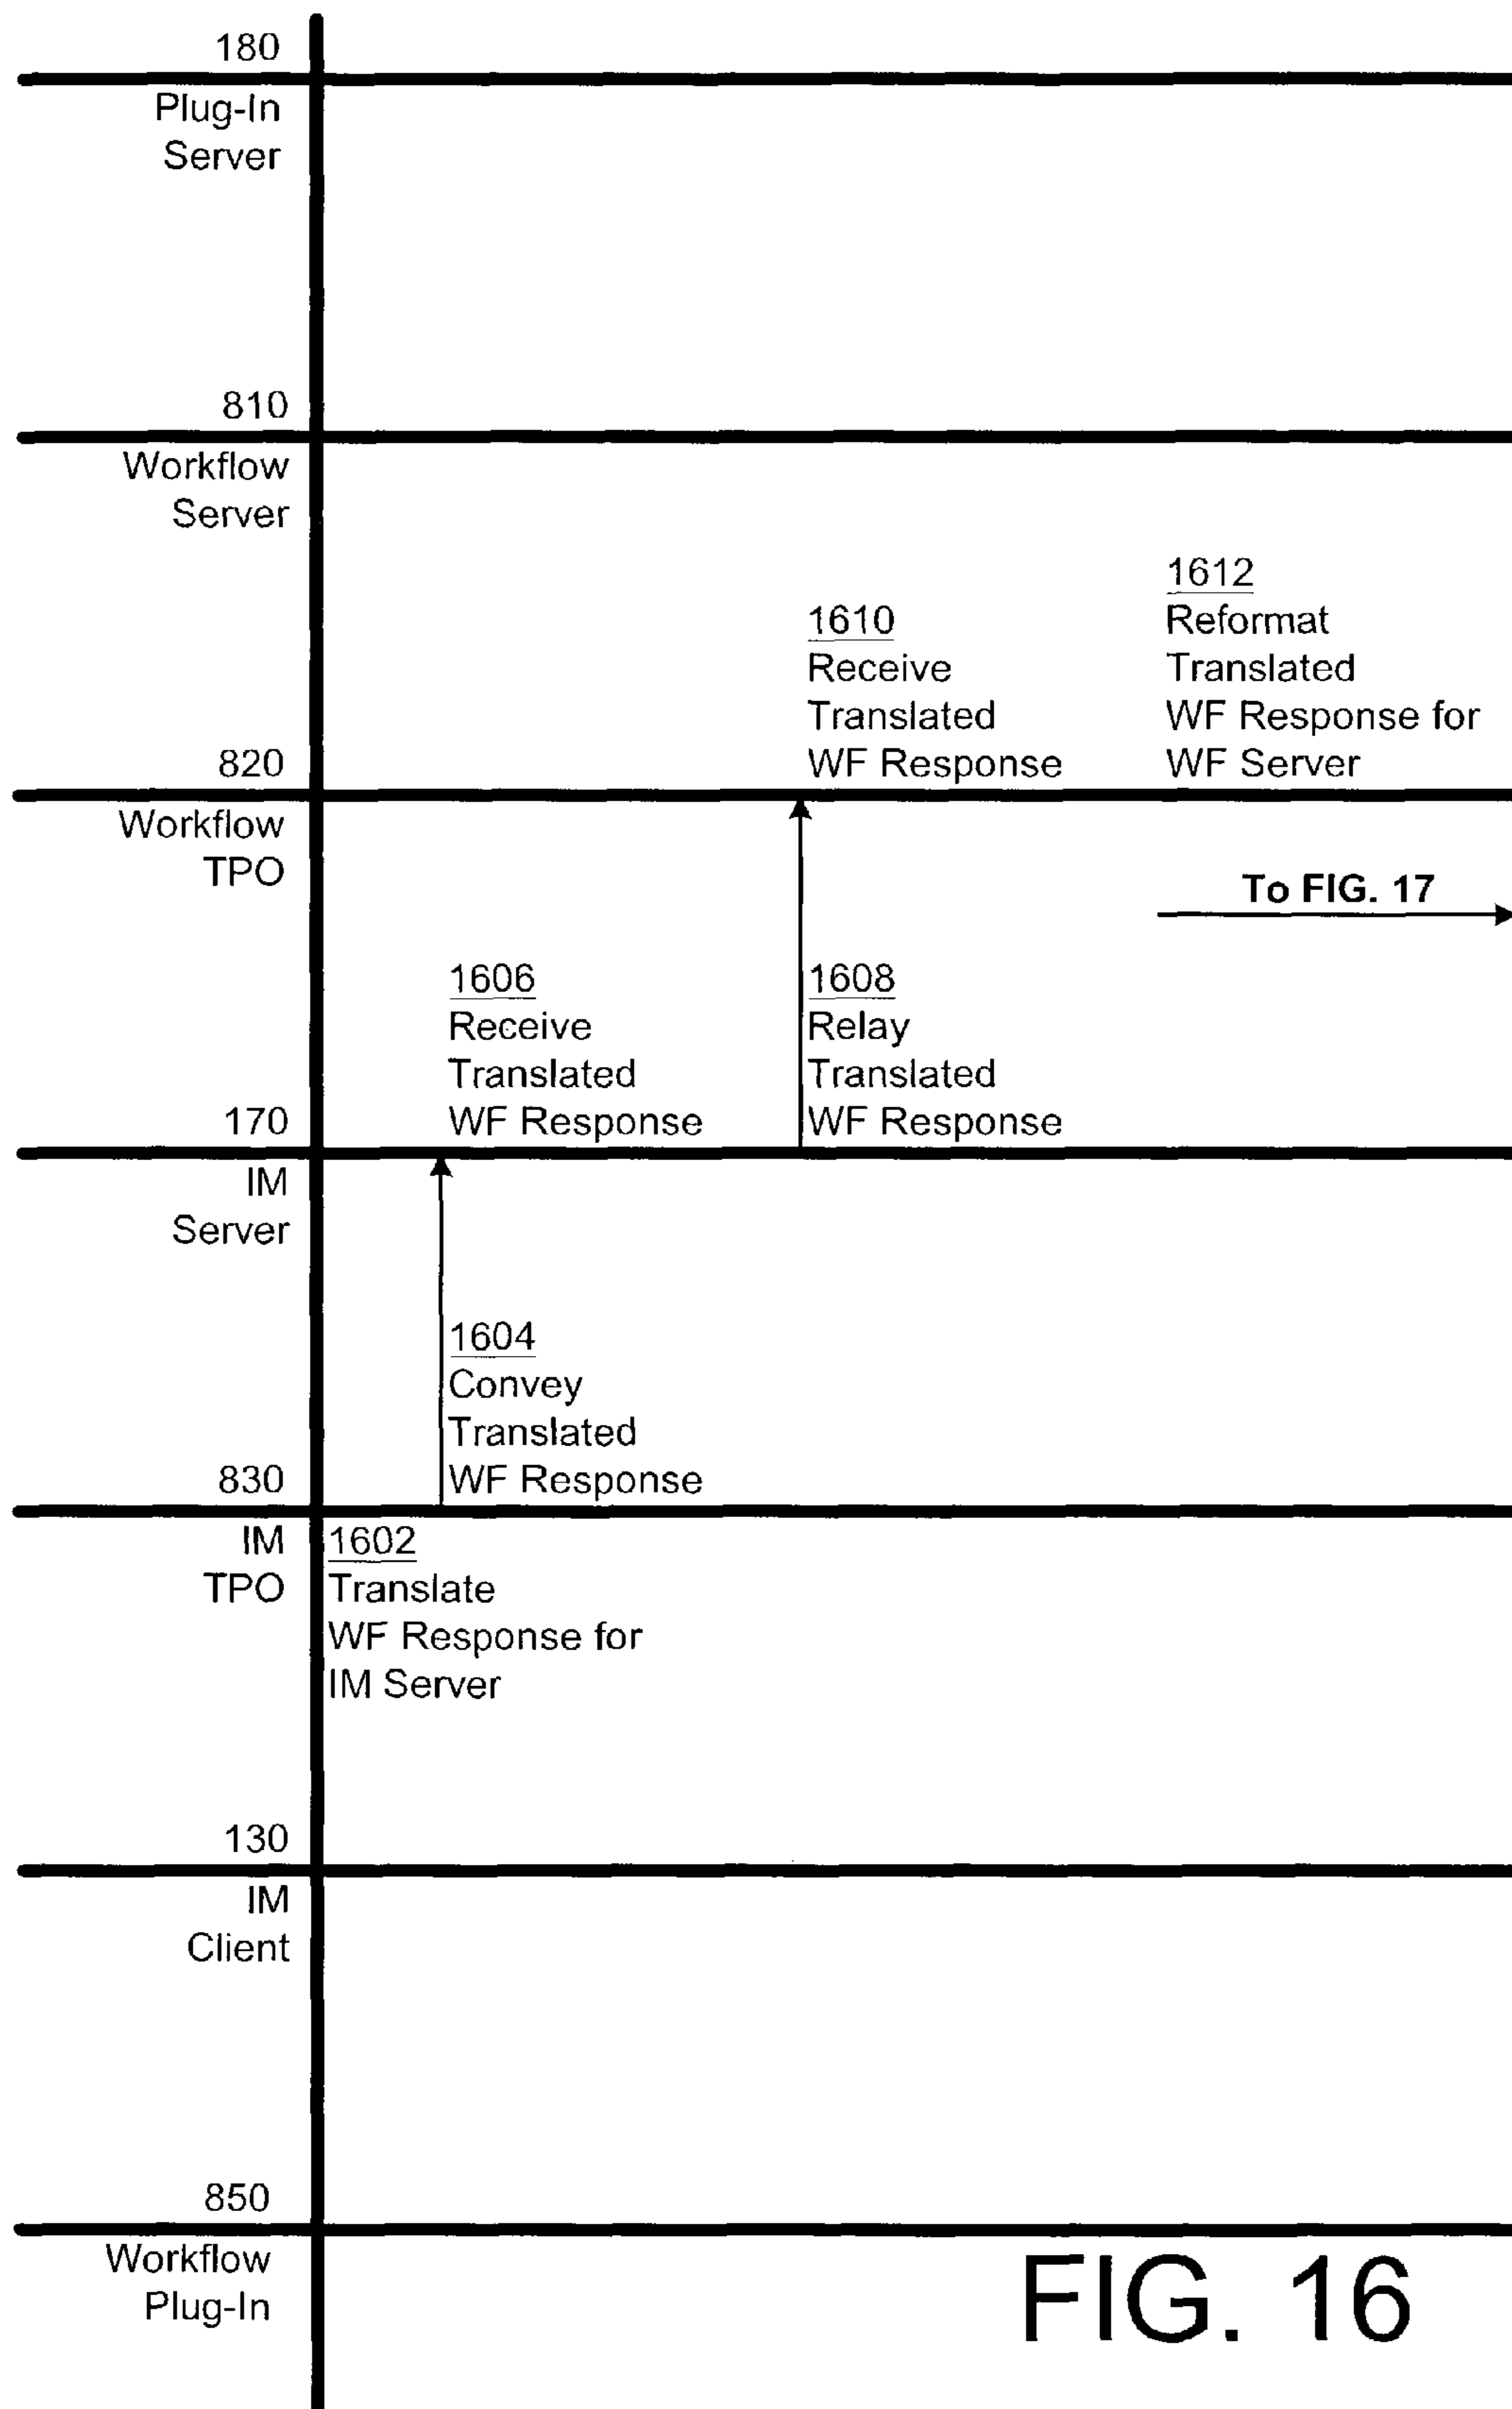 180
Plug-In
Server
810
Workflow
Server
1612
Reformat
Translated
WF Response for
WF Server
1610
Receive
Translated
WF Response
820
Workflow
TPO
To FIG. 17
1606
Receive
Translated
WF Response
1608
Relay
Translated
WF Response
170
IM
Server
1604
Convey
Translated
WF Response
830
IM
TPO
1602
Translate
WF Response for
IM Server
130
IM
Client
850
Workflow
Plug-In
FIG. 16